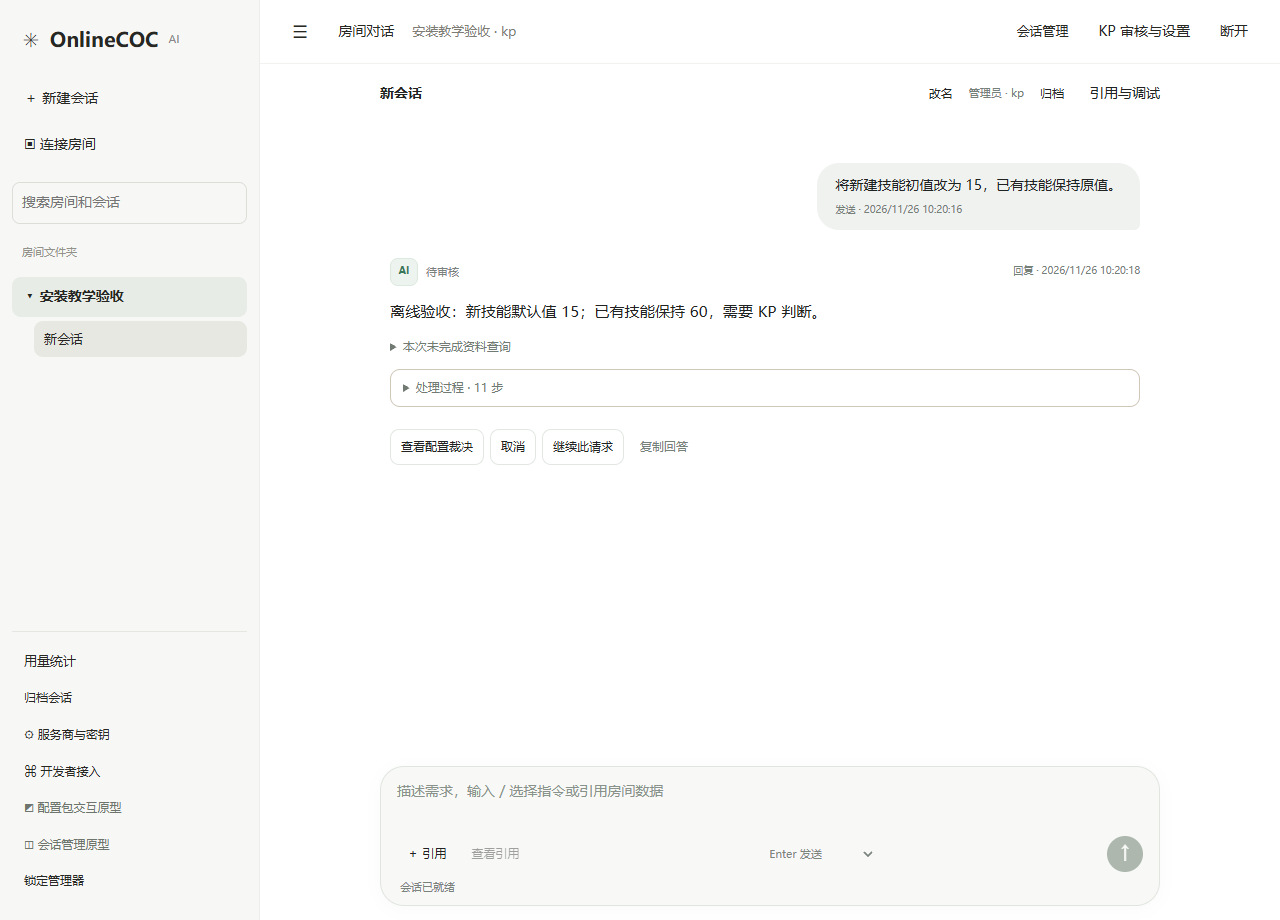 OnlineCOC AI
+ 新建会话
连接房间
搜索房间和会话
房间文件夹
安装教学验收
新会话
用量统计
归档会话
服务商与密钥
⌘ 开发者接入
配置包交互原型
会话管理原型
锁定管理器
房间对话 安装教学验收 · kp
会话管理 KP 审核与设置 断开
新会话
改名 管理员 · kp 归档 引用与调试
将新建技能初值改为 15，已有技能保持原值。
发送 · 2026/11/26 10:20:16
AI 待审核
回复 · 2026/11/26 10:20:18
离线验收：新技能默认值 15；已有技能保持 60，需要 KP 判断。
本次未完成资料查询
处理过程 · 11 步
查看配置裁决 取消 继续此请求 复制回答
描述需求，输入 / 选择指令或引用房间数据
+ 引用 查看引用 Enter 发送
会话已就绪